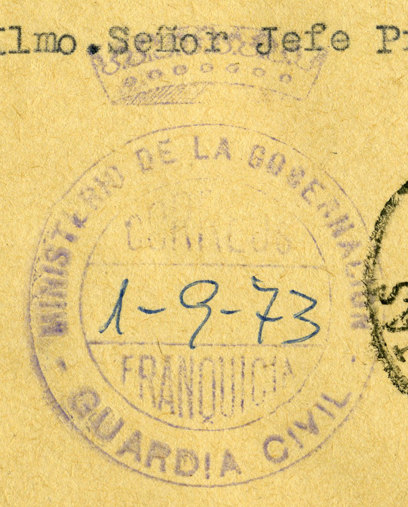 Ilmo.Señor Jefe P
MINISTERIO DE LA GOBERNACION
CORREOS
1-9-73
FRANQUICIA
GUARDIA CIVIL